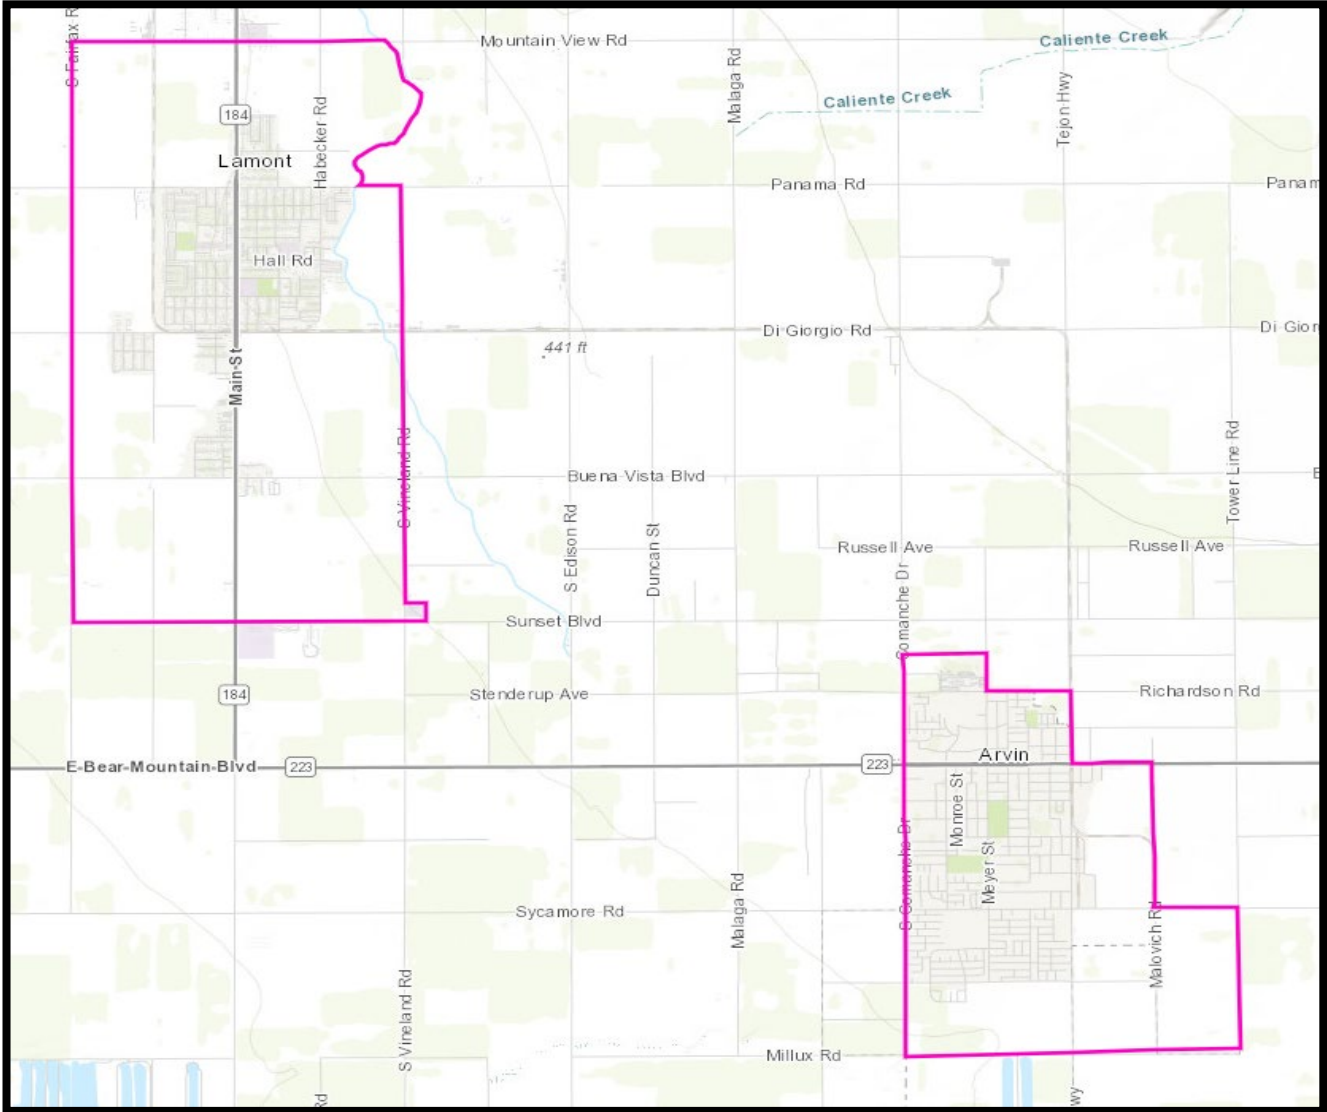 S Fairfax R
Mountain View Rd
Caliente Creek
Malaga Rd
Tejon Hwy
Caliente Creek
184
Habecker Rd
Lamont
Panama Rd
Panam
Hall Rd
Di Giorgio Rd
Di Gior
441 ft
Main St
S Vineland Rd
Buena Vista Blvd
Tower Line Rd
S Edison Rd
Duncan St
Russell Ave
Russell Ave
Comanche Dr
Sunset Blvd
184
Stenderup Ave
Richardson Rd
Arvin
E-Bear-Mountain-Blvd
223
223
Monroe St
Meyer St
S Comanche Dr
Malaga Rd
Sycamore Rd
Malovich Rd
S Vineland Rd
Millux Rd
Rd
wy